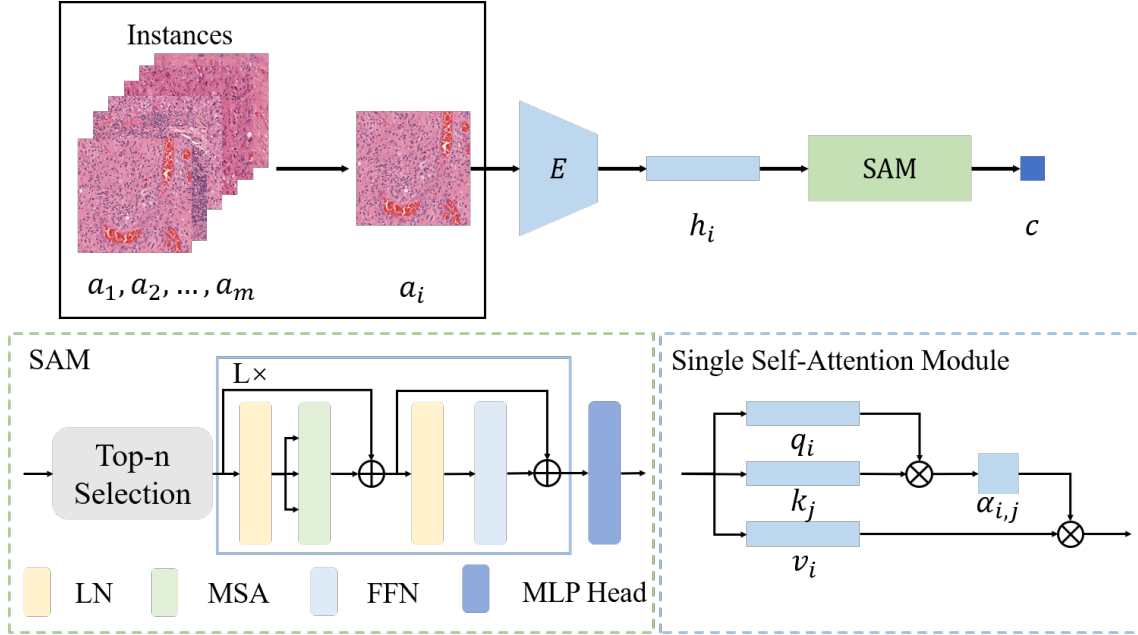 Instances
E
SAM
a₁, a₂, …, aₘ
aᵢ
hᵢ
c
SAM
L×
Top-n
Selection
LN
MSA
FFN
MLP Head
Single Self-Attention Module
qᵢ
kⱼ
αᵢ,ⱼ
vᵢ